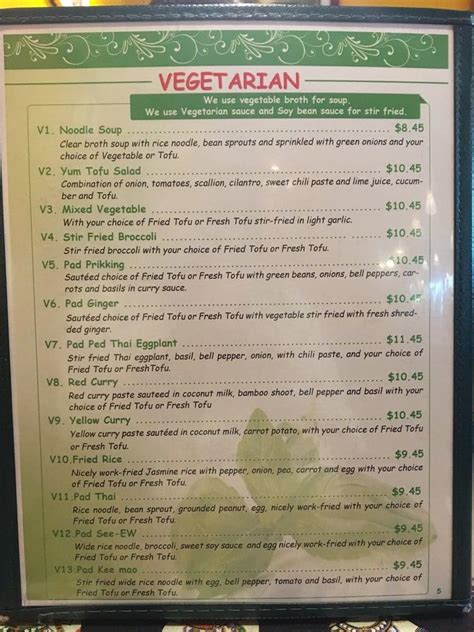 VEGETARIAN
We use vegetable broth for soup.
We use Vegetarian sauce and Soy bean sauce for stir fried.
V1. Noodle Soup $8.45
Clear broth soup with rice noodle, bean sprouts and sprinkled with green onions and your
choice of Vegetable or Tofu.
V2. Yum Tofu Salad $10.45
Combination of onion, tomatoes, scallion, cilantro, sweet chili paste and lime juice, cucum-
ber and Tofu.
V3. Mixed Vegetable $10.45
With your choice of Fried Tofu or Fresh Tofu stir-fried in light garlic.
V4. Stir Fried Broccoli $10.45
Stir fried broccoli with your choice of Fried Tofu or Fresh Tofu.
V5. Pad Prikking $10.45
Sautéed choice of Fried Tofu or Fresh Tofu with green beans, onions, bell peppers, car-
rots and basils in curry sauce.
V6. Pad Ginger $10.45
Sautéed choice of Fried Tofu or Fresh Tofu with vegetable stir fried with fresh shred-
ded ginger.
V7. Pad Ped Thai Eggplant $11.45
Stir fried Thai eggplant, basil, bell pepper, onion, with chili paste, and your choice of
Fried Tofu or FreshTofu.
V8. Red Curry $10.45
Red curry paste sauteed in coconut milk, bamboo shoot, bell pepper and basil with your
choice of Fried Tofu or Fresh Tofu
V9. Yellow Curry $10.45
Yellow curry paste sautéed in coconut milk, carrot potato, with your choice of Fried Tofu
or Fresh Tofu.
V10.Fried Rice $9.45
Nicely work-fried Jasmine rice with pepper, onion, pea, carrot and egg with your choice
of Fried Tofu or Fresh Tofu.
V11.Pad Thai $9.45
Rice noodle, bean sprout, grounded peanut, egg, nicely work-fried with your choice of
Fried Tofu or Fresh Tofu.
V12.Pad See-EW $9.45
Wide rice noodle, broccoli, sweet soy sauce and egg nicely work-fried with your choice of
Fried Tofu or Fresh Tofu.
V13.Pad Kee mao $9.45
Stir fried wide rice noodle with egg, bell pepper, tomato and basil, with your choice of
Fried Tofu or Fresh Tofu.
5